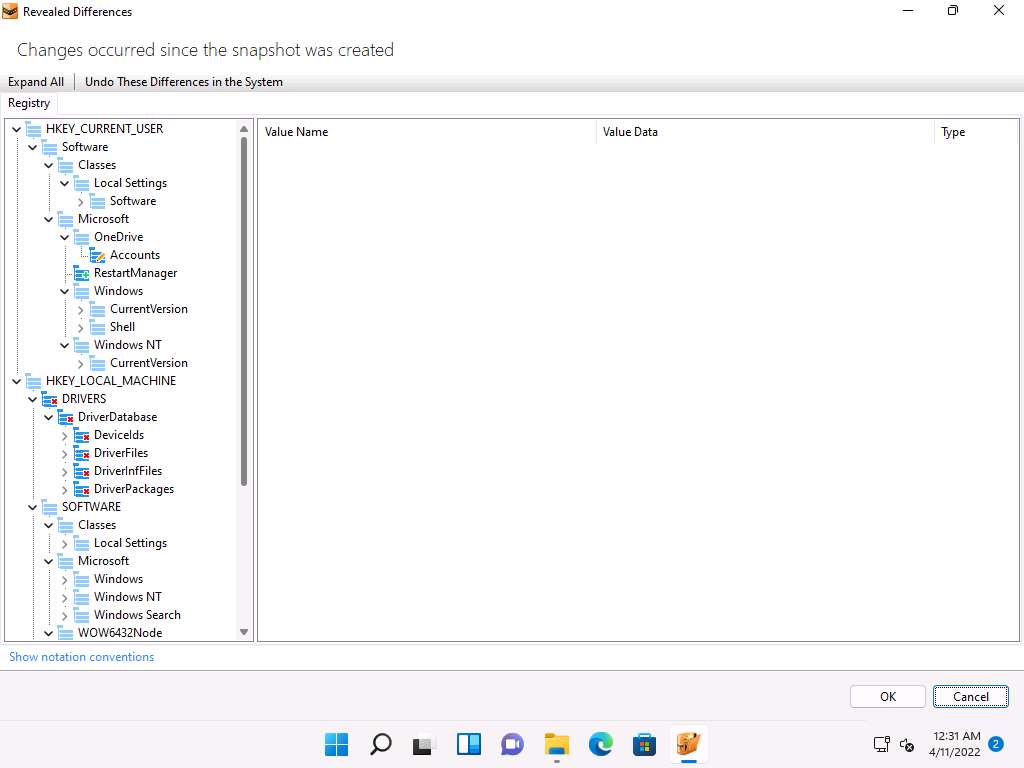 Revealed Differences
Changes occurred since the snapshot was created
Expand All
Undo These Differences in the System
Registry
HKEY_CURRENT_USER
Software
Classes
Local Settings
Software
Microsoft
OneDrive
Accounts
RestartManager
Windows
CurrentVersion
Shell
Windows NT
CurrentVersion
HKEY_LOCAL_MACHINE
DRIVERS
DriverDatabase
DeviceIds
DriverFiles
DriverInfFiles
DriverPackages
SOFTWARE
Classes
Local Settings
Microsoft
Windows
Windows NT
Windows Search
WOW6432Node
Value Name
Value Data
Type
Show notation conventions
OK
Cancel
12:31 AM
4/11/2022
2